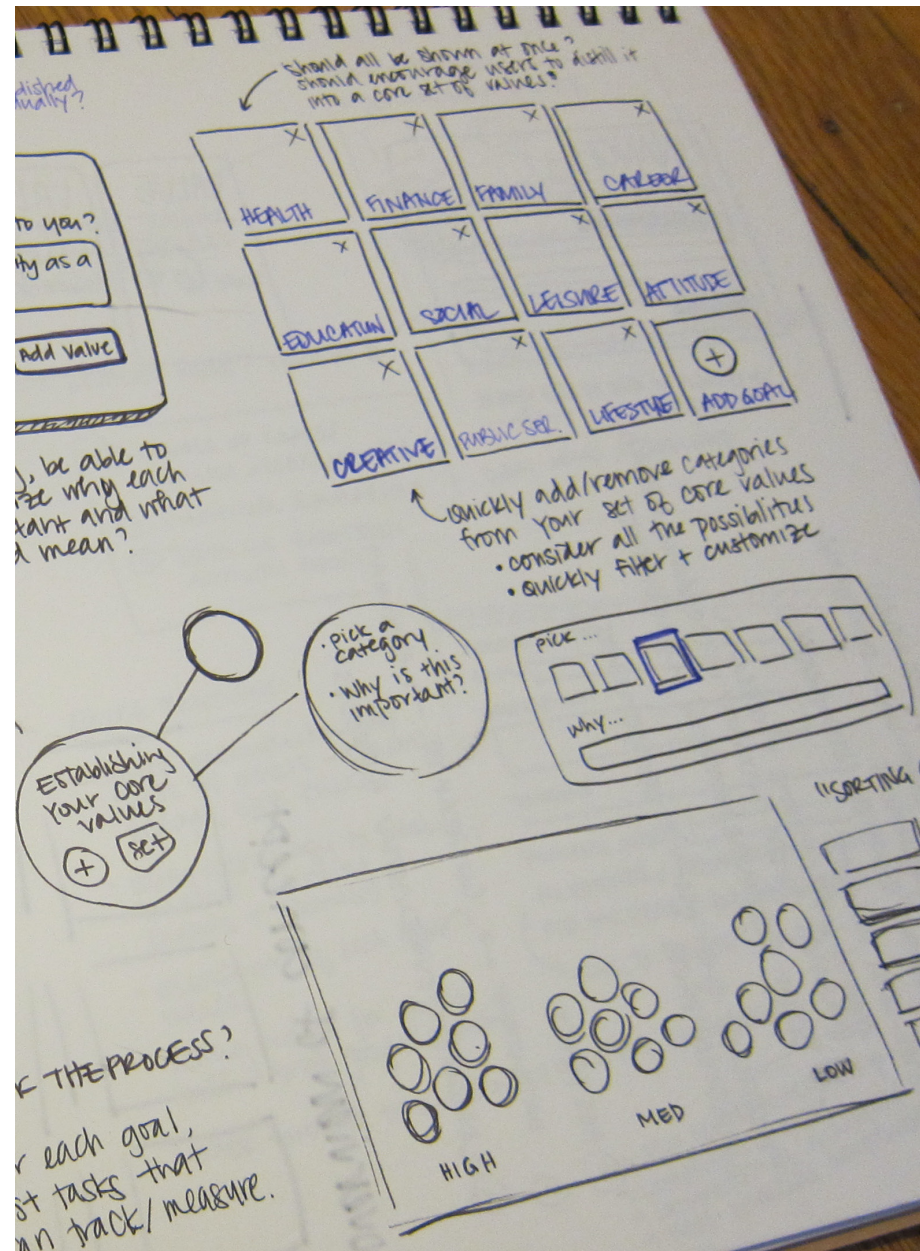 should all be shown at once?
should encourage users to distill it
into a core set of values?
HEALTH
FINANCE
FAMILY
CAREER
EDUCATION
SOCIAL
LEISURE
ATTITUDE
CREATIVE
PUBLIC SER.
LIFESTYLE
+
ADD GOAL
to you?
as a
Add Value
be able to
why each
and what
mean?
Quickly add/remove categories
from your set of core values
• consider all the possiblities
• quickly filter + customize
• Pick a
category
• Why is this
important?
Pick ...
Why...
Establishing
your core
values
+ Set
"SORTING
HIGH
MED
LOW
THE PROCESS?
each goal,
tasks that
track/measure.